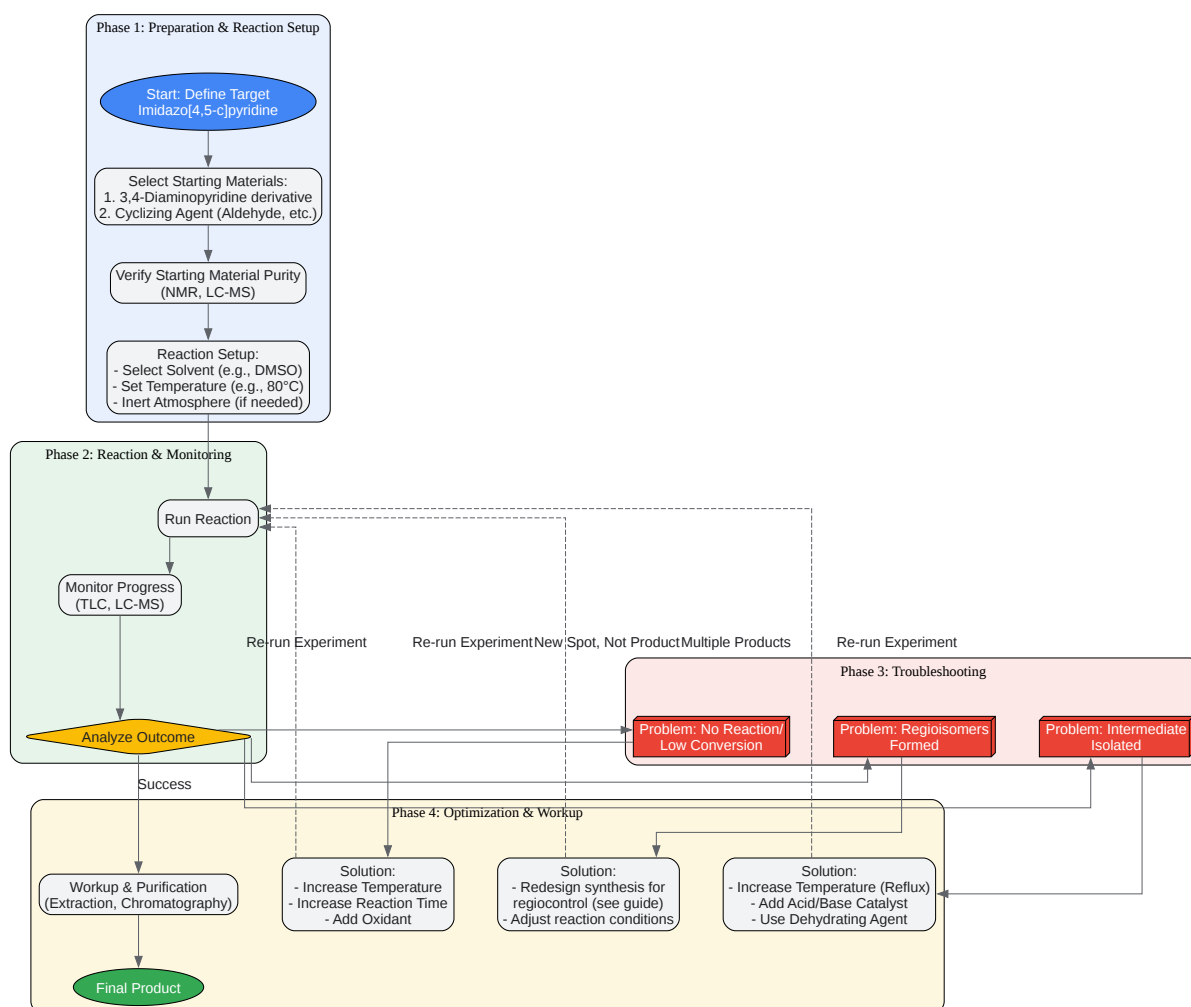 Phase 1: Preparation & Reaction Setup
Start: Define Target
Imidazo[4,5-c]pyridine
Select Starting Materials:
1. 3,4-Diaminopyridine derivative
2. Cyclizing Agent (Aldehyde, etc.)
Verify Starting Material Purity
(NMR, LC-MS)
Reaction Setup:
- Select Solvent (e.g., DMSO)
- Set Temperature (e.g., 80°C)
- Inert Atmosphere (if needed)
Phase 2: Reaction & Monitoring
Run Reaction
Monitor Progress
(TLC, LC-MS)
Re-run Experiment
Re-run Experiment
New Spot, Not Product
Multiple Products
Re-run Experiment
Phase 3: Troubleshooting
Analyze Outcome
Problem: No Reaction/
Low Conversion
Problem: Regioisomers
Formed
Problem: Intermediate
Isolated
Success
Phase 4: Optimization & Workup
Workup & Purification
(Extraction, Chromatography)
Solution:
- Increase Temperature
- Increase Reaction Time
- Add Oxidant
Solution:
- Redesign synthesis for
regiocontrol (see guide)
- Adjust reaction conditions
Solution:
- Increase Temperature (Reflux)
- Add Acid/Base Catalyst
- Use Dehydrating Agent
Final Product